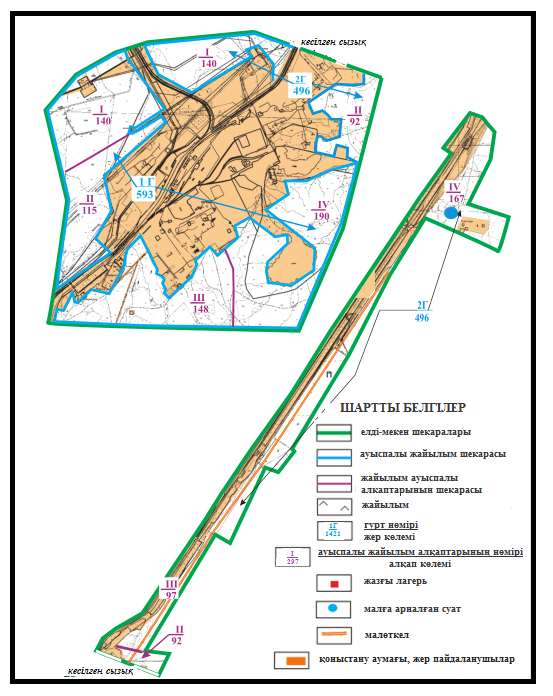 кесілген сызық
I
140
2Г
496
I
140
II
92
1 Г
593
II
115
IV
190
IV
167
III
148
2Г
496
П
ШАРТТЫ БЕЛГІЛЕР
елді-мекен шекаралары
ауыспалы жайылым шекарасы
жайылым ауыспалы
алқаптарының шекарасы
жайылым
1Г
1421
гурт нөмірі
жер көлемі
I
297
ауыспалы жайылым алқаптарының нөмірі
алқап көлемі
жазғы лагерь
малға арналған суат
малөткел
қоныстану аумағы, жер пайдаланушылар
III
97
II
92
кесілген сызық